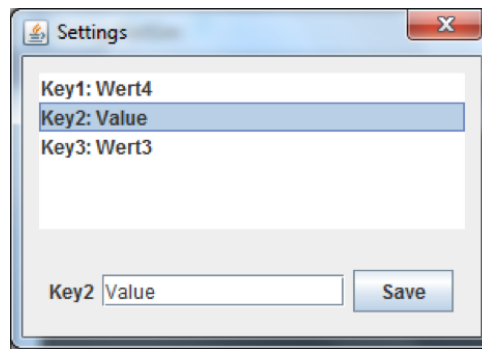 Settings
Key1: Wert4
Key2: Value
Key3: Wert3
Key2 Value Save